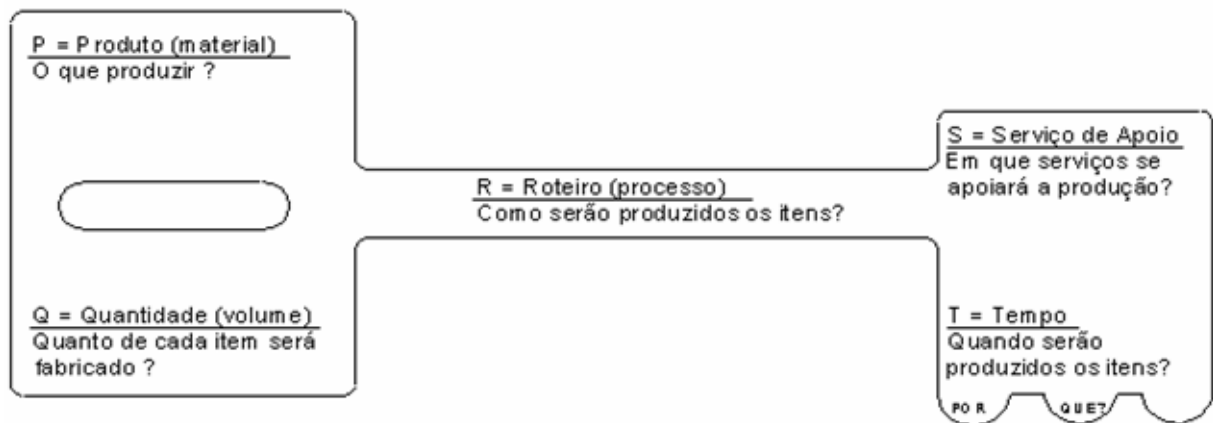 P = Produto (material)
O que produzir ?
Q = Quantidade (volume)
Quanto de cada item será
fabricado ?
R = Roteiro (processo)
Como serão produzidos os itens?
S = Serviço de Apoio
Em que serviços se
apoiará a produção?
T = Tempo
Quando serão
produzidos os itens?
POR QUE?